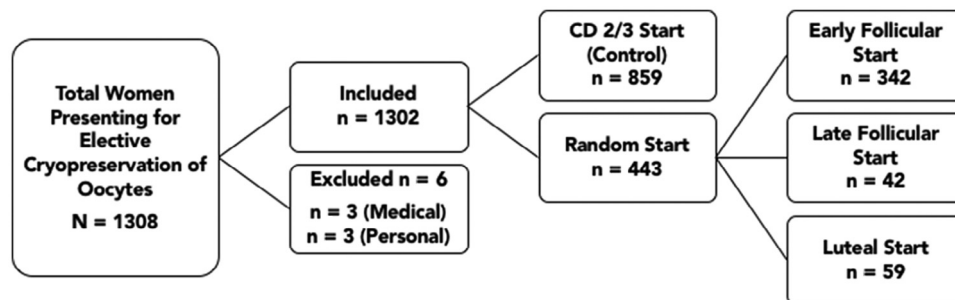 Total Women
Presenting for
Elective
Cryopreservation of
Oocytes
N = 1308
Included
n = 1302
Excluded n = 6
n = 3 (Medical)
n = 3 (Personal)
CD 2/3 Start
(Control)
n = 859
Random Start
n = 443
Early Follicular
Start
n = 342
Late Follicular
Start
n = 42
Luteal Start
n = 59